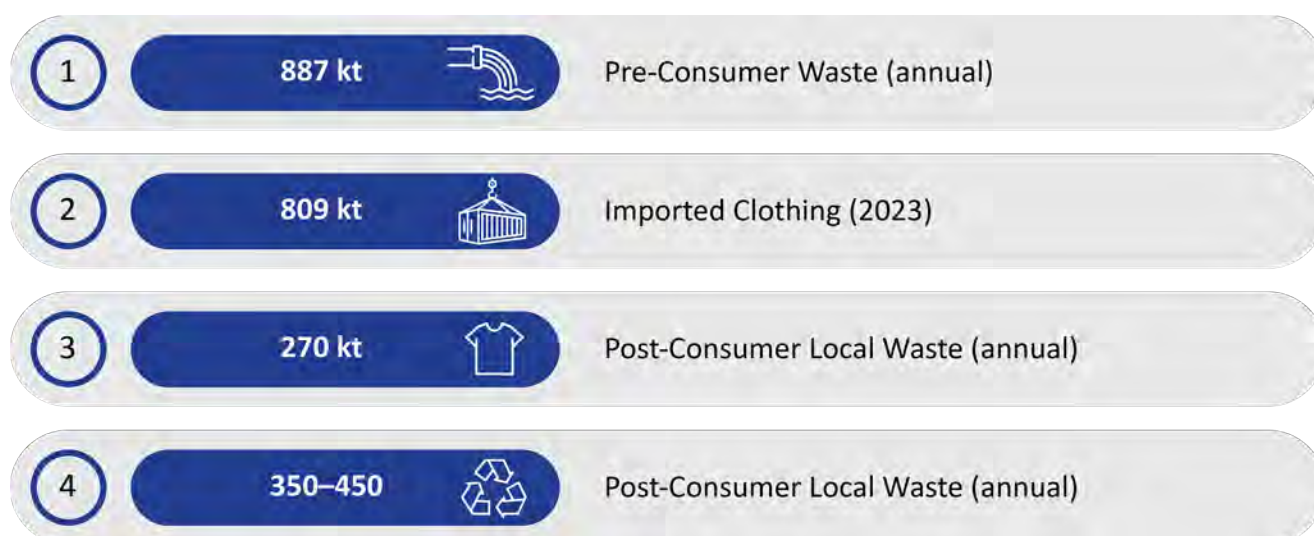 1 887 kt Pre-Consumer Waste (annual)
2 809 kt Imported Clothing (2023)
3 270 kt Post-Consumer Local Waste (annual)
4 350–450 Post-Consumer Local Waste (annual)